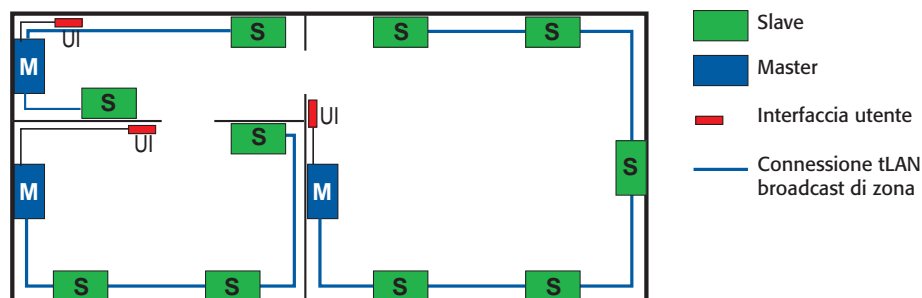 UI
S
S
S
M
S
UI
S
UI
M
M
S
S
S
S
S
Slave
Master
Interfaccia utente
Connessione tLAN
broadcast di zona